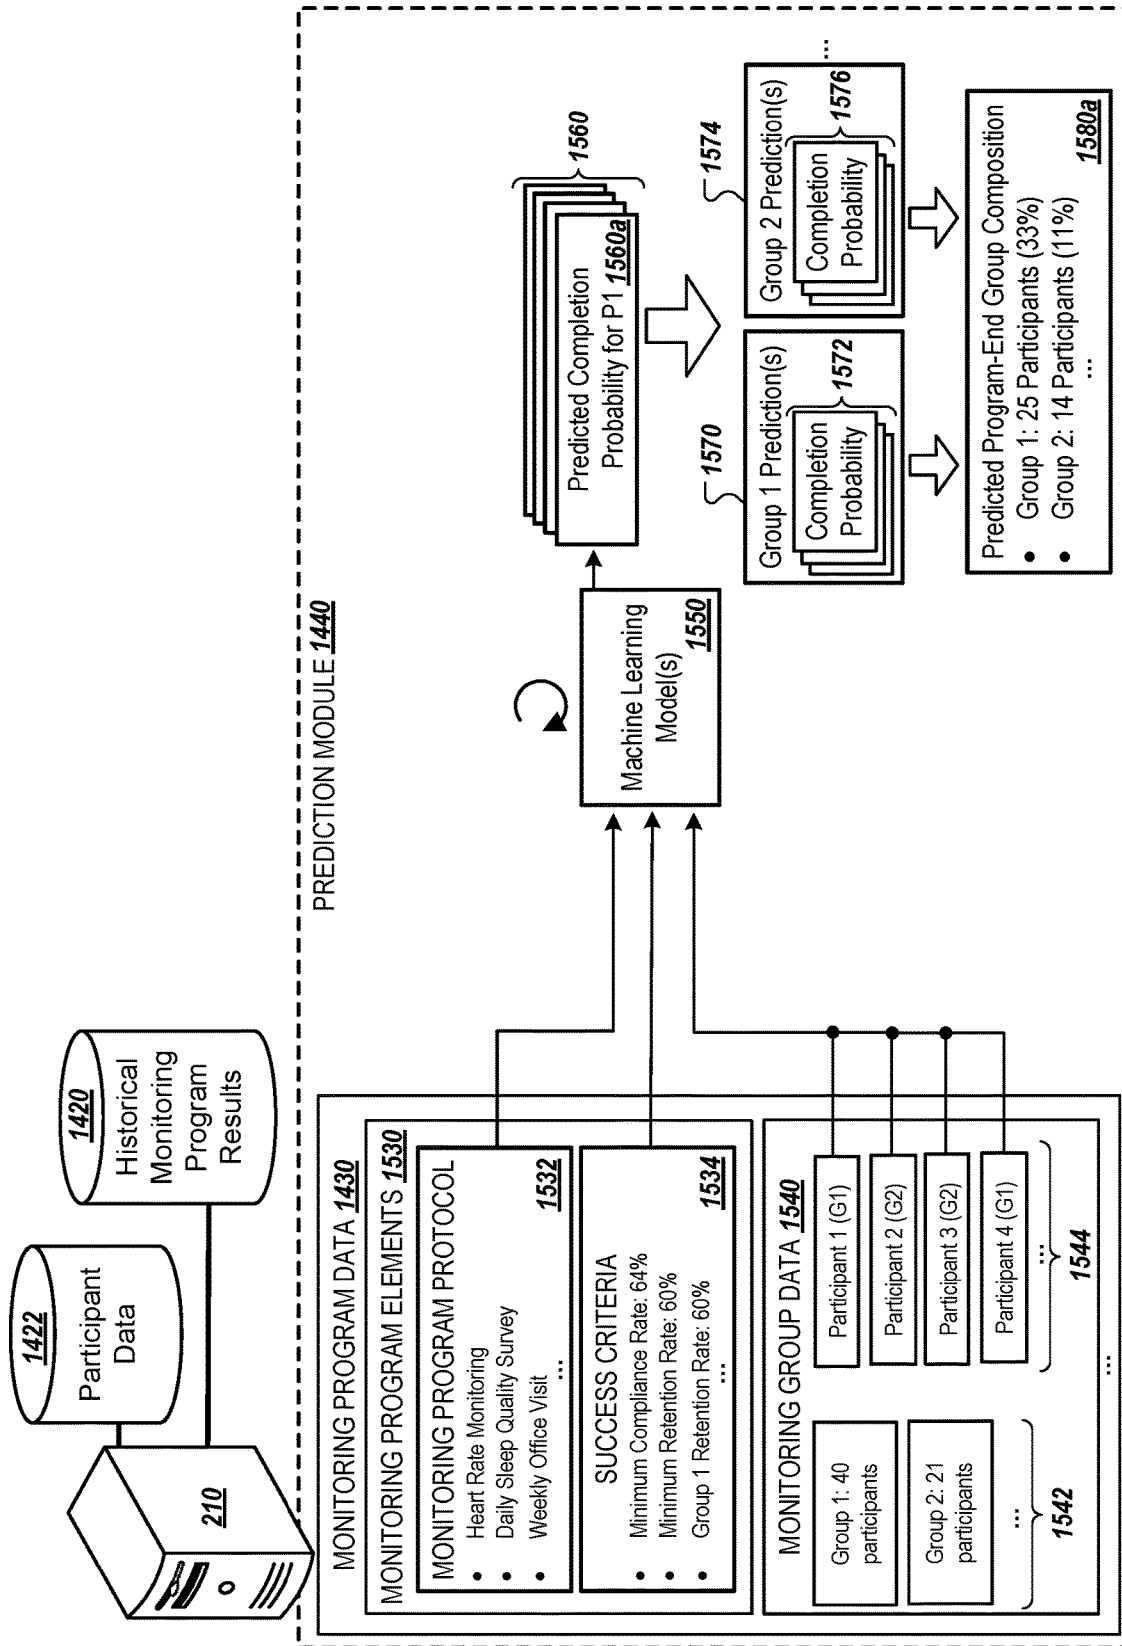 1422
Participant
Data
1420
Historical
Monitoring
Program
Results
210
PREDICTION MODULE 1440
MONITORING PROGRAM DATA 1430
MONITORING PROGRAM ELEMENTS 1530
MONITORING PROGRAM PROTOCOL
• Heart Rate Monitoring
• Daily Sleep Quality Survey
• Weekly Office Visit
...
1532
SUCCESS CRITERIA
• Minimum Compliance Rate: 64%
• Minimum Retention Rate: 60%
• Group 1 Retention Rate: 60%
...
1534
MONITORING GROUP DATA 1540
Group 1: 40
participants
Group 2: 21
participants
...
1542
Participant 1 (G1)
Participant 2 (G2)
Participant 3 (G2)
Participant 4 (G1)
...
1544
...
Machine Learning
Model(s)
1550
Predicted Completion
Probability for P1
1560a
1560
1570
Group 1 Prediction(s)
Completion
Probability
1572
1574
Group 2 Prediction(s)
Completion
Probability
1576
...
Predicted Program-End Group Composition
• Group 1: 25 Participants (33%)
• Group 2: 14 Participants (11%)
...
1580a